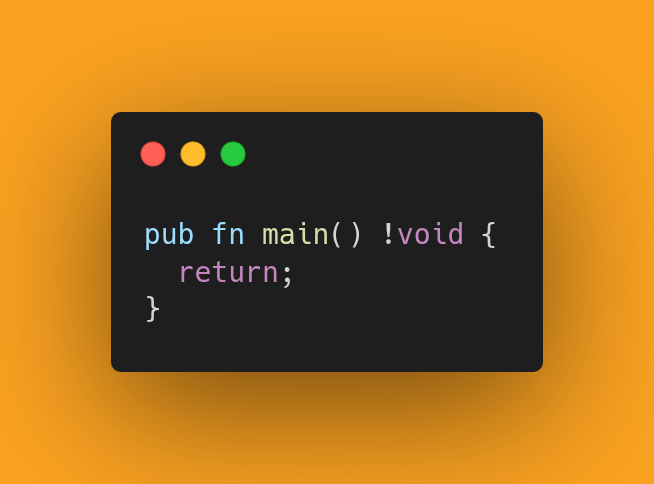 pub fn main() !void {
  return;
}